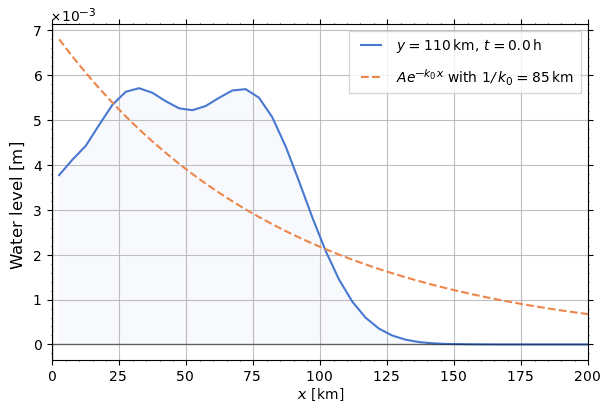 ×10⁻³
7
6
5
4
3
2
1
0
Water level [m]
y = 110 km, t = 0.0 h
Ae^{−k₀x} with 1/k₀ = 85 km
0 25 50 75 100 125 150 175 200
x [km]